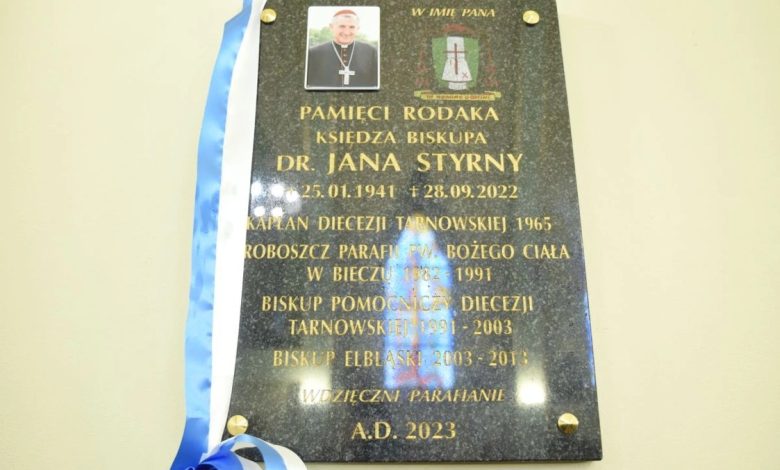 W IMIĘ PANA
PAMIĘCI RODAKA
KSIĘDZA BISKUPA
DR. JANA STYRNY
25.01.1941 † 28.09.2022
KAPŁAN DIECEZJI TARNOWSKIEJ 1965
ROBOSZCZ PARAFII PW. BOŻEGO CIAŁA
W BIECZU 1982 - 1991
BISKUP POMOCNICZY DIECEZJI
TARNOWSKIEJ 1991 - 2003
BISKUP ELBLĄSKI 2003 - 2013
WDZIĘCZNI PARAFIANIE
A.D. 2023